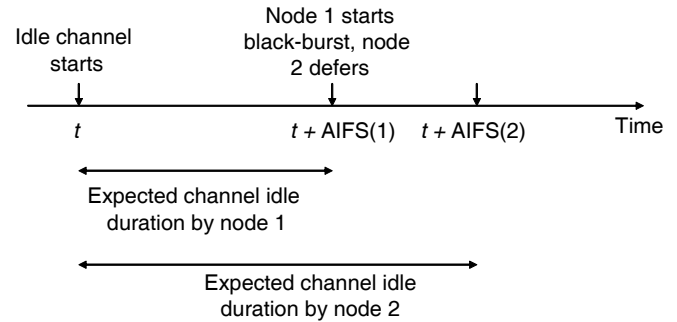 Idle channel
starts
Node 1 starts
black-burst, node
2 defers
t
t + AIFS(1)
t + AIFS(2)
Time
Expected channel idle
duration by node 1
Expected channel idle
duration by node 2